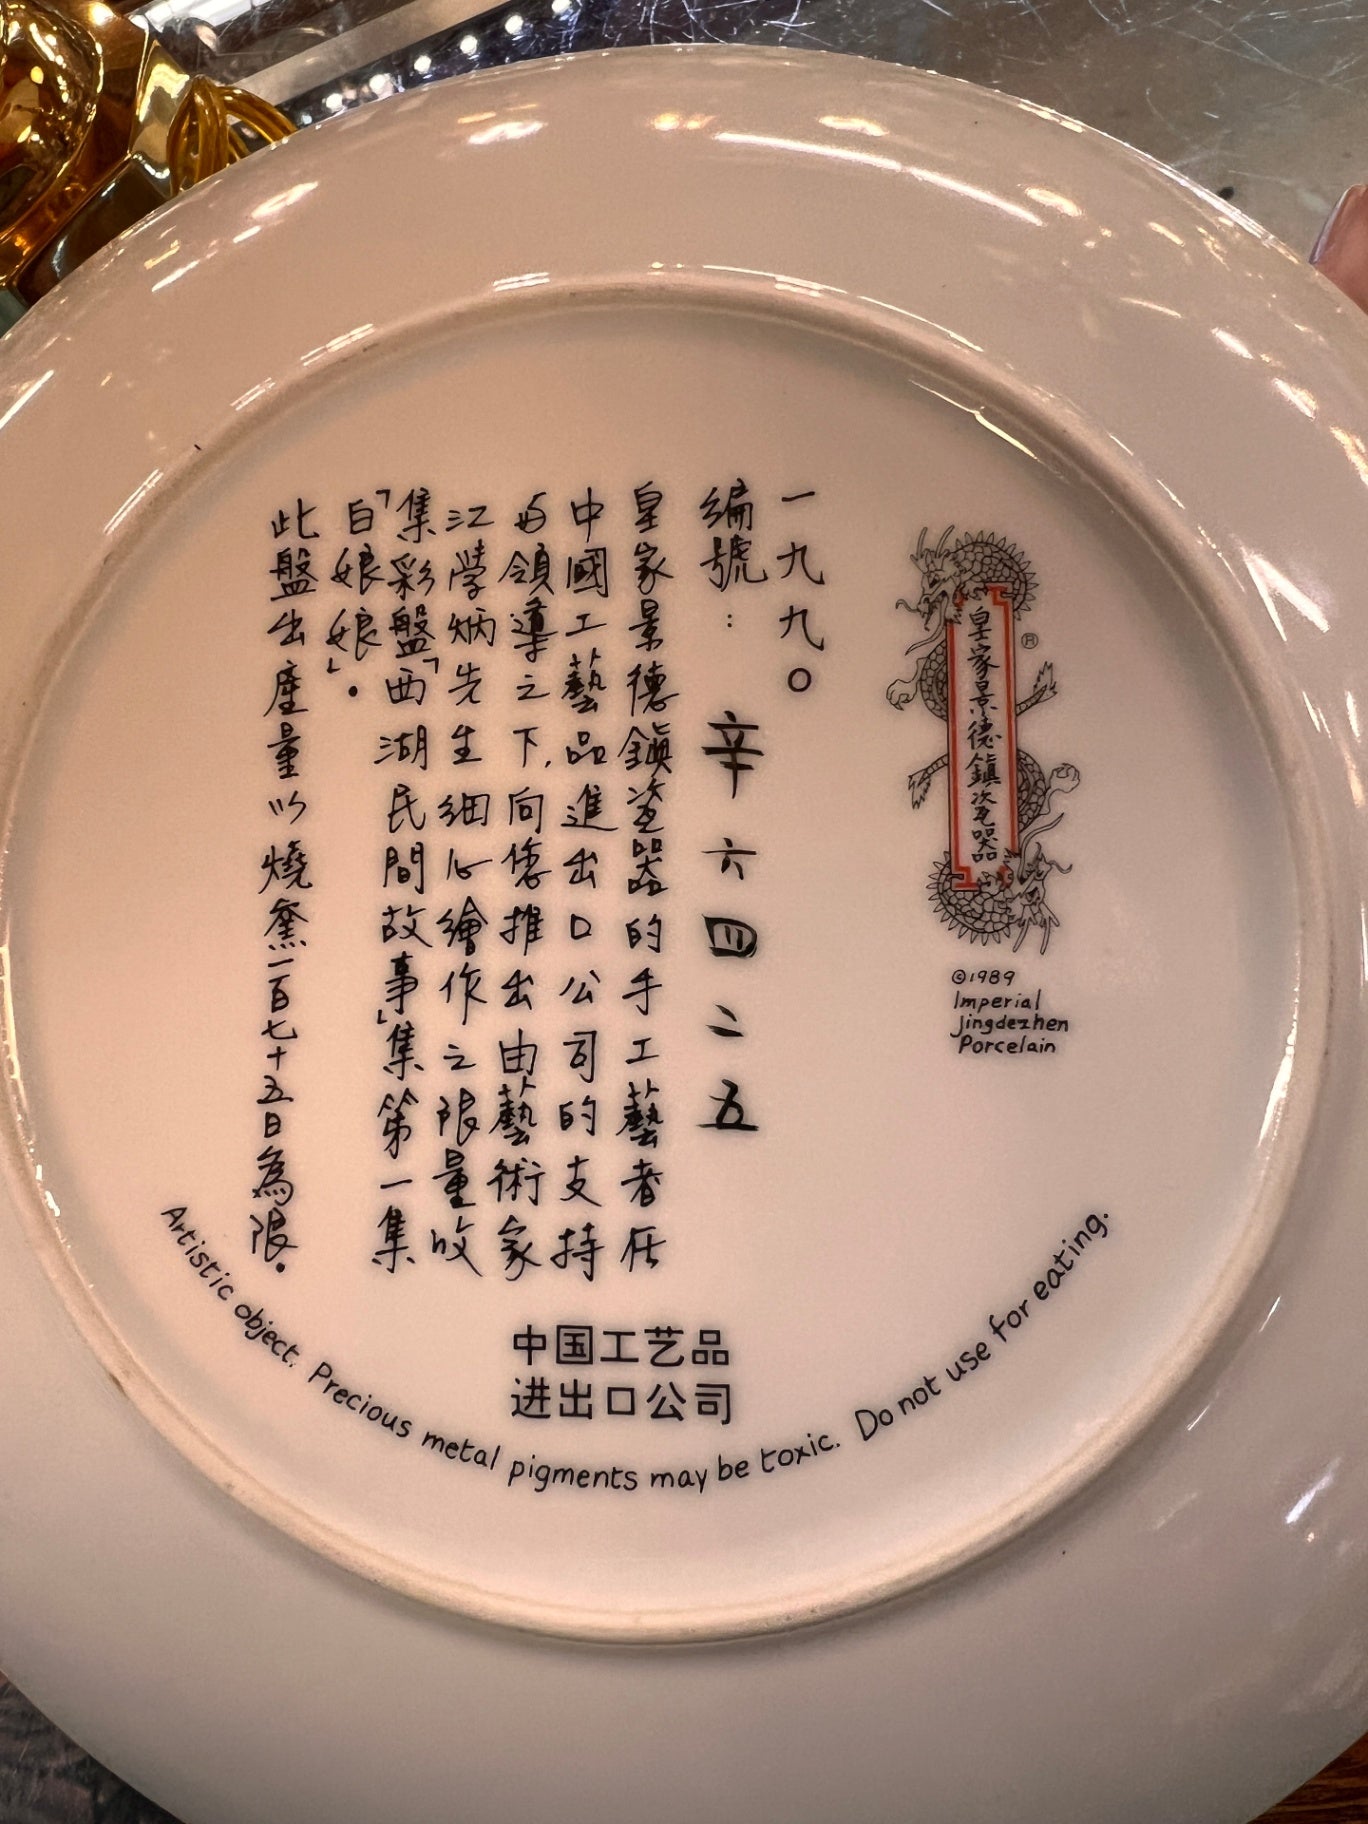 皇家景德鎮瓷器
®
©1989
Imperial
Jingdezhen
Porcelain
一九九〇
編號：辛六四二五
皇家景德鎮瓷器的手工藝者在
中國工藝品進出口公司的支持
与領導之下，向您推出由藝術家
江學炳先生細心繪作之限量收
集彩盤「西湖民間故事」集第一集
「白娘娘」。
此盤出產量以燒窯一百七十五日為限。
中国工艺品
进出口公司
Artistic object. Precious metal pigments may be toxic. Do not use for eating.